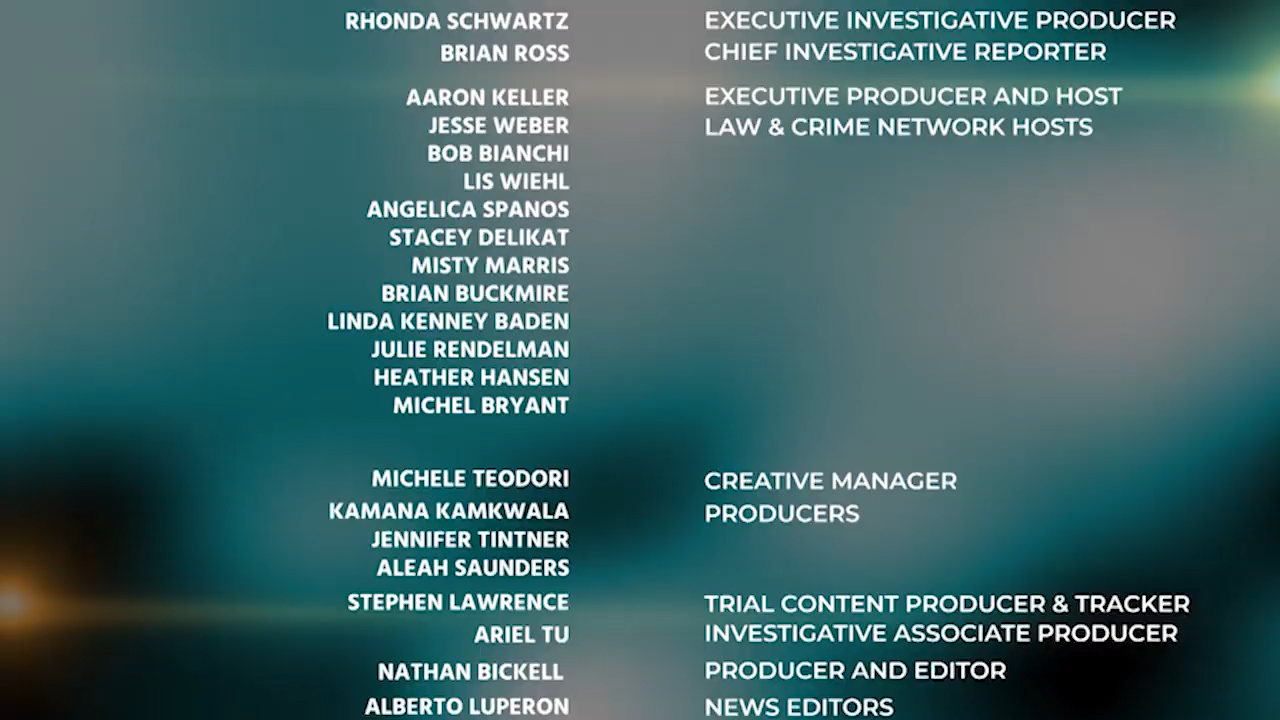 RHONDA SCHWARTZ EXECUTIVE INVESTIGATIVE PRODUCER
BRIAN ROSS CHIEF INVESTIGATIVE REPORTER
AARON KELLER EXECUTIVE PRODUCER AND HOST
JESSE WEBER LAW & CRIME NETWORK HOSTS
BOB BIANCHI
LIS WIEHL
ANGELICA SPANOS
STACEY DELIKAT
MISTY MARRIS
BRIAN BUCKMIRE
LINDA KENNEY BADEN
JULIE RENDELMAN
HEATHER HANSEN
MICHEL BRYANT
MICHELE TEODORI CREATIVE MANAGER
KAMANA KAMKWALA PRODUCERS
JENNIFER TINTNER
ALEAH SAUNDERS
STEPHEN LAWRENCE TRIAL CONTENT PRODUCER & TRACKER
ARIEL TU INVESTIGATIVE ASSOCIATE PRODUCER
NATHAN BICKELL PRODUCER AND EDITOR
ALBERTO LUPERON NEWS EDITORS